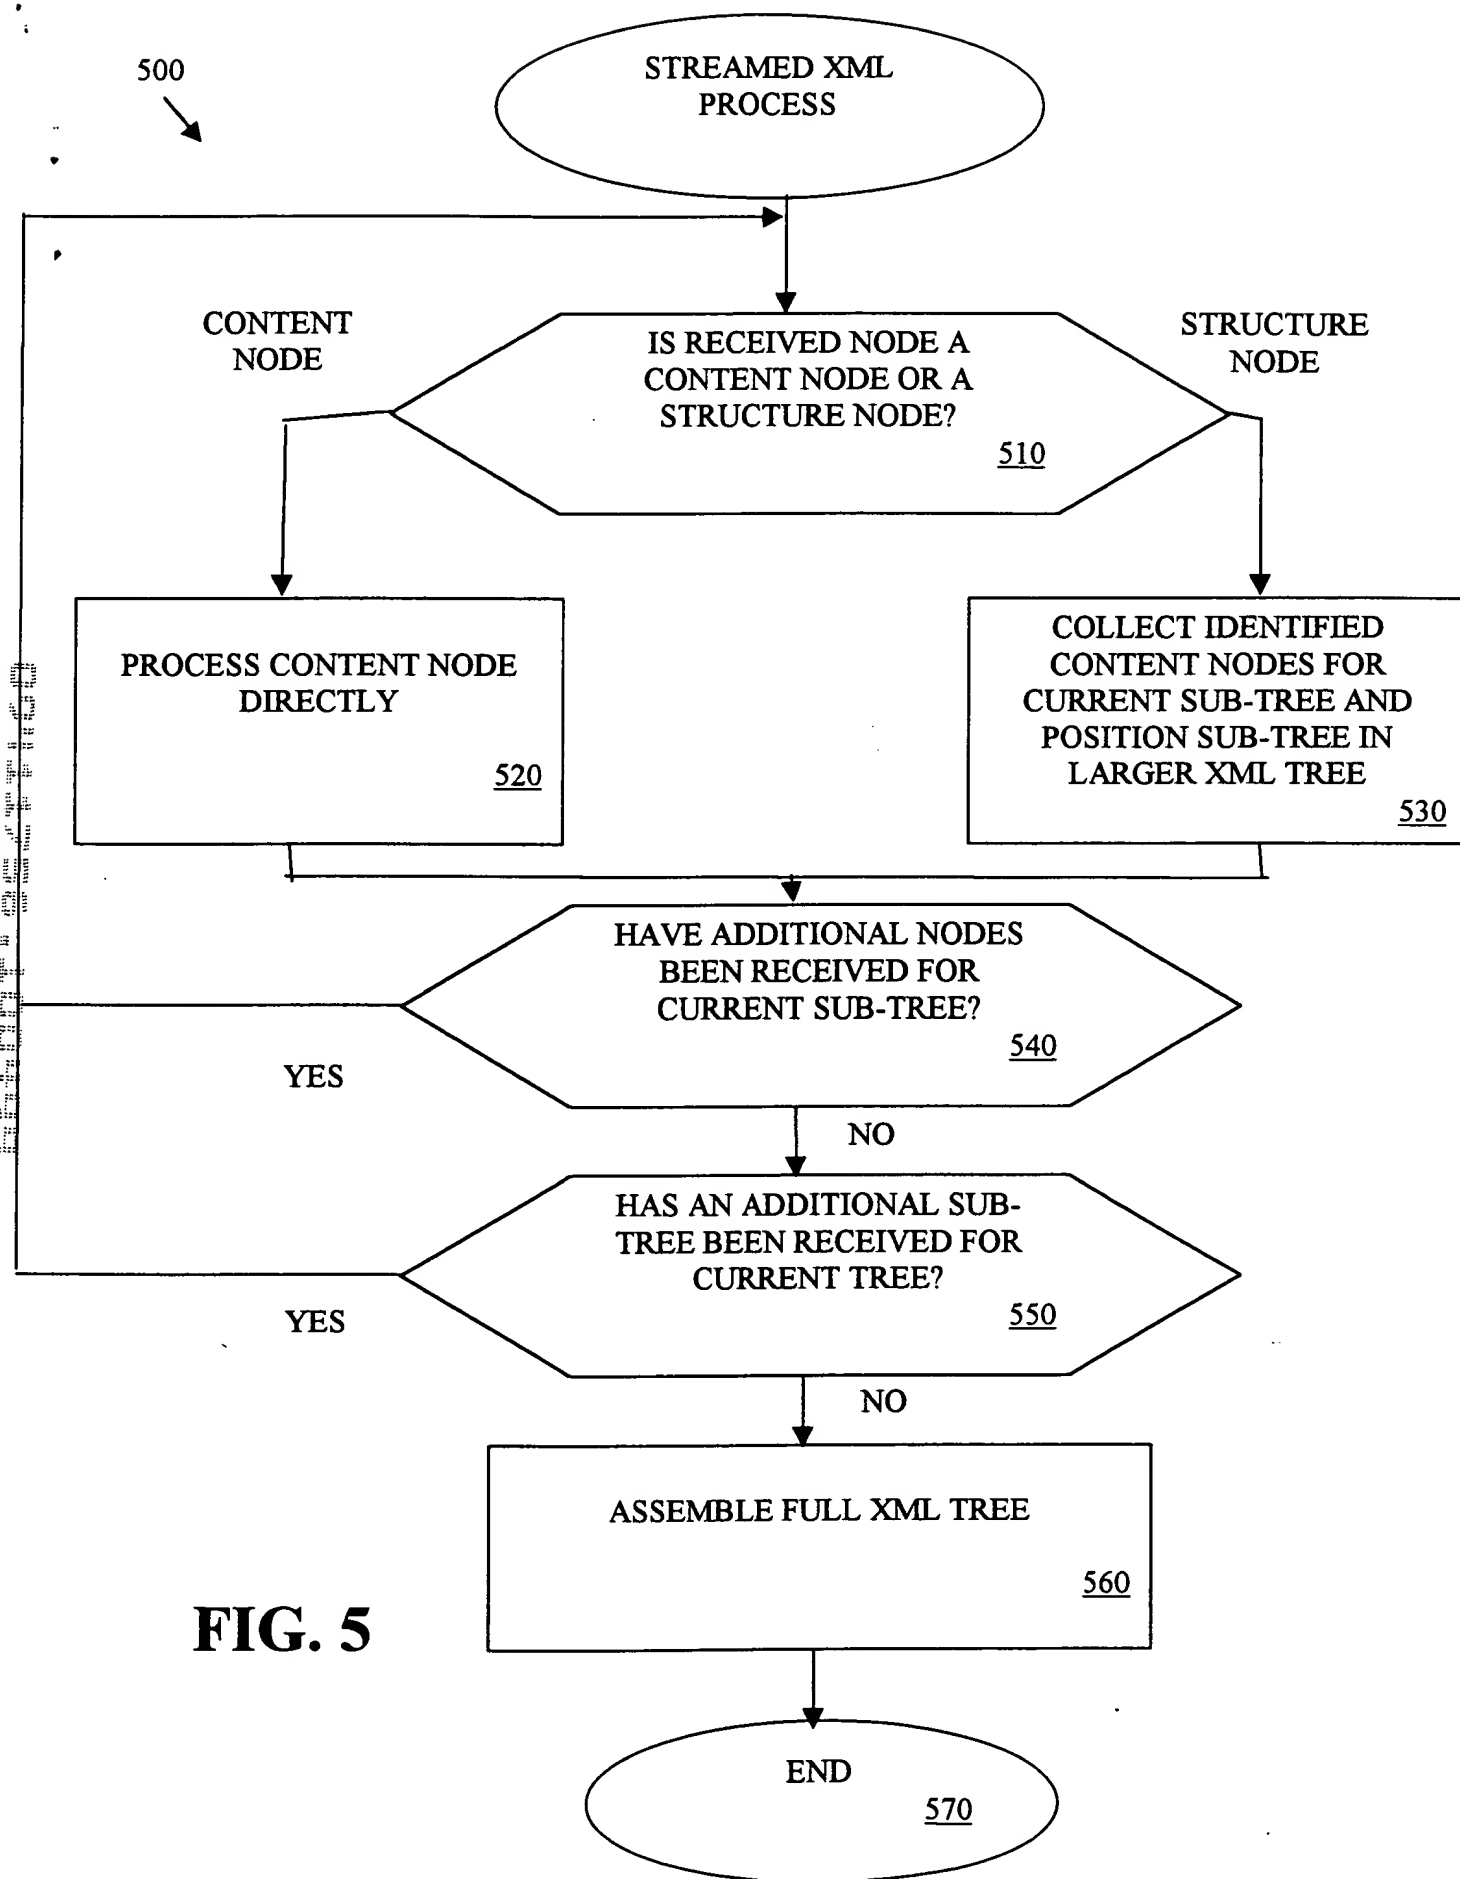 500
STREAMED XML
PROCESS
CONTENT
NODE
IS RECEIVED NODE A
CONTENT NODE OR A
STRUCTURE NODE?
510
STRUCTURE
NODE
PROCESS CONTENT NODE
DIRECTLY
520
COLLECT IDENTIFIED
CONTENT NODES FOR
CURRENT SUB-TREE AND
POSITION SUB-TREE IN
LARGER XML TREE
530
HAVE ADDITIONAL NODES
BEEN RECEIVED FOR
CURRENT SUB-TREE?
540
YES
NO
HAS AN ADDITIONAL SUB-
TREE BEEN RECEIVED FOR
CURRENT TREE?
550
YES
NO
ASSEMBLE FULL XML TREE
560
FIG. 5
END
570